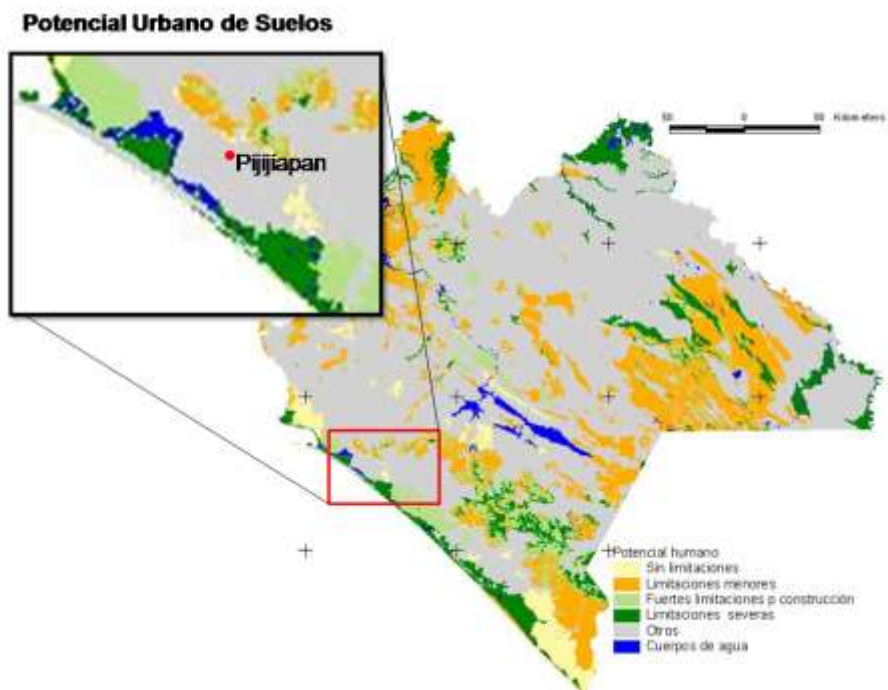 Potencial Urbano de Suelos
Pijijiapan
50 0 50 Kilometers
Potencial humano
Sin limitaciones
Limitaciones menores
Fuertes limitaciones p construcción
Limitaciones severas
Otros
Cuerpos de agua